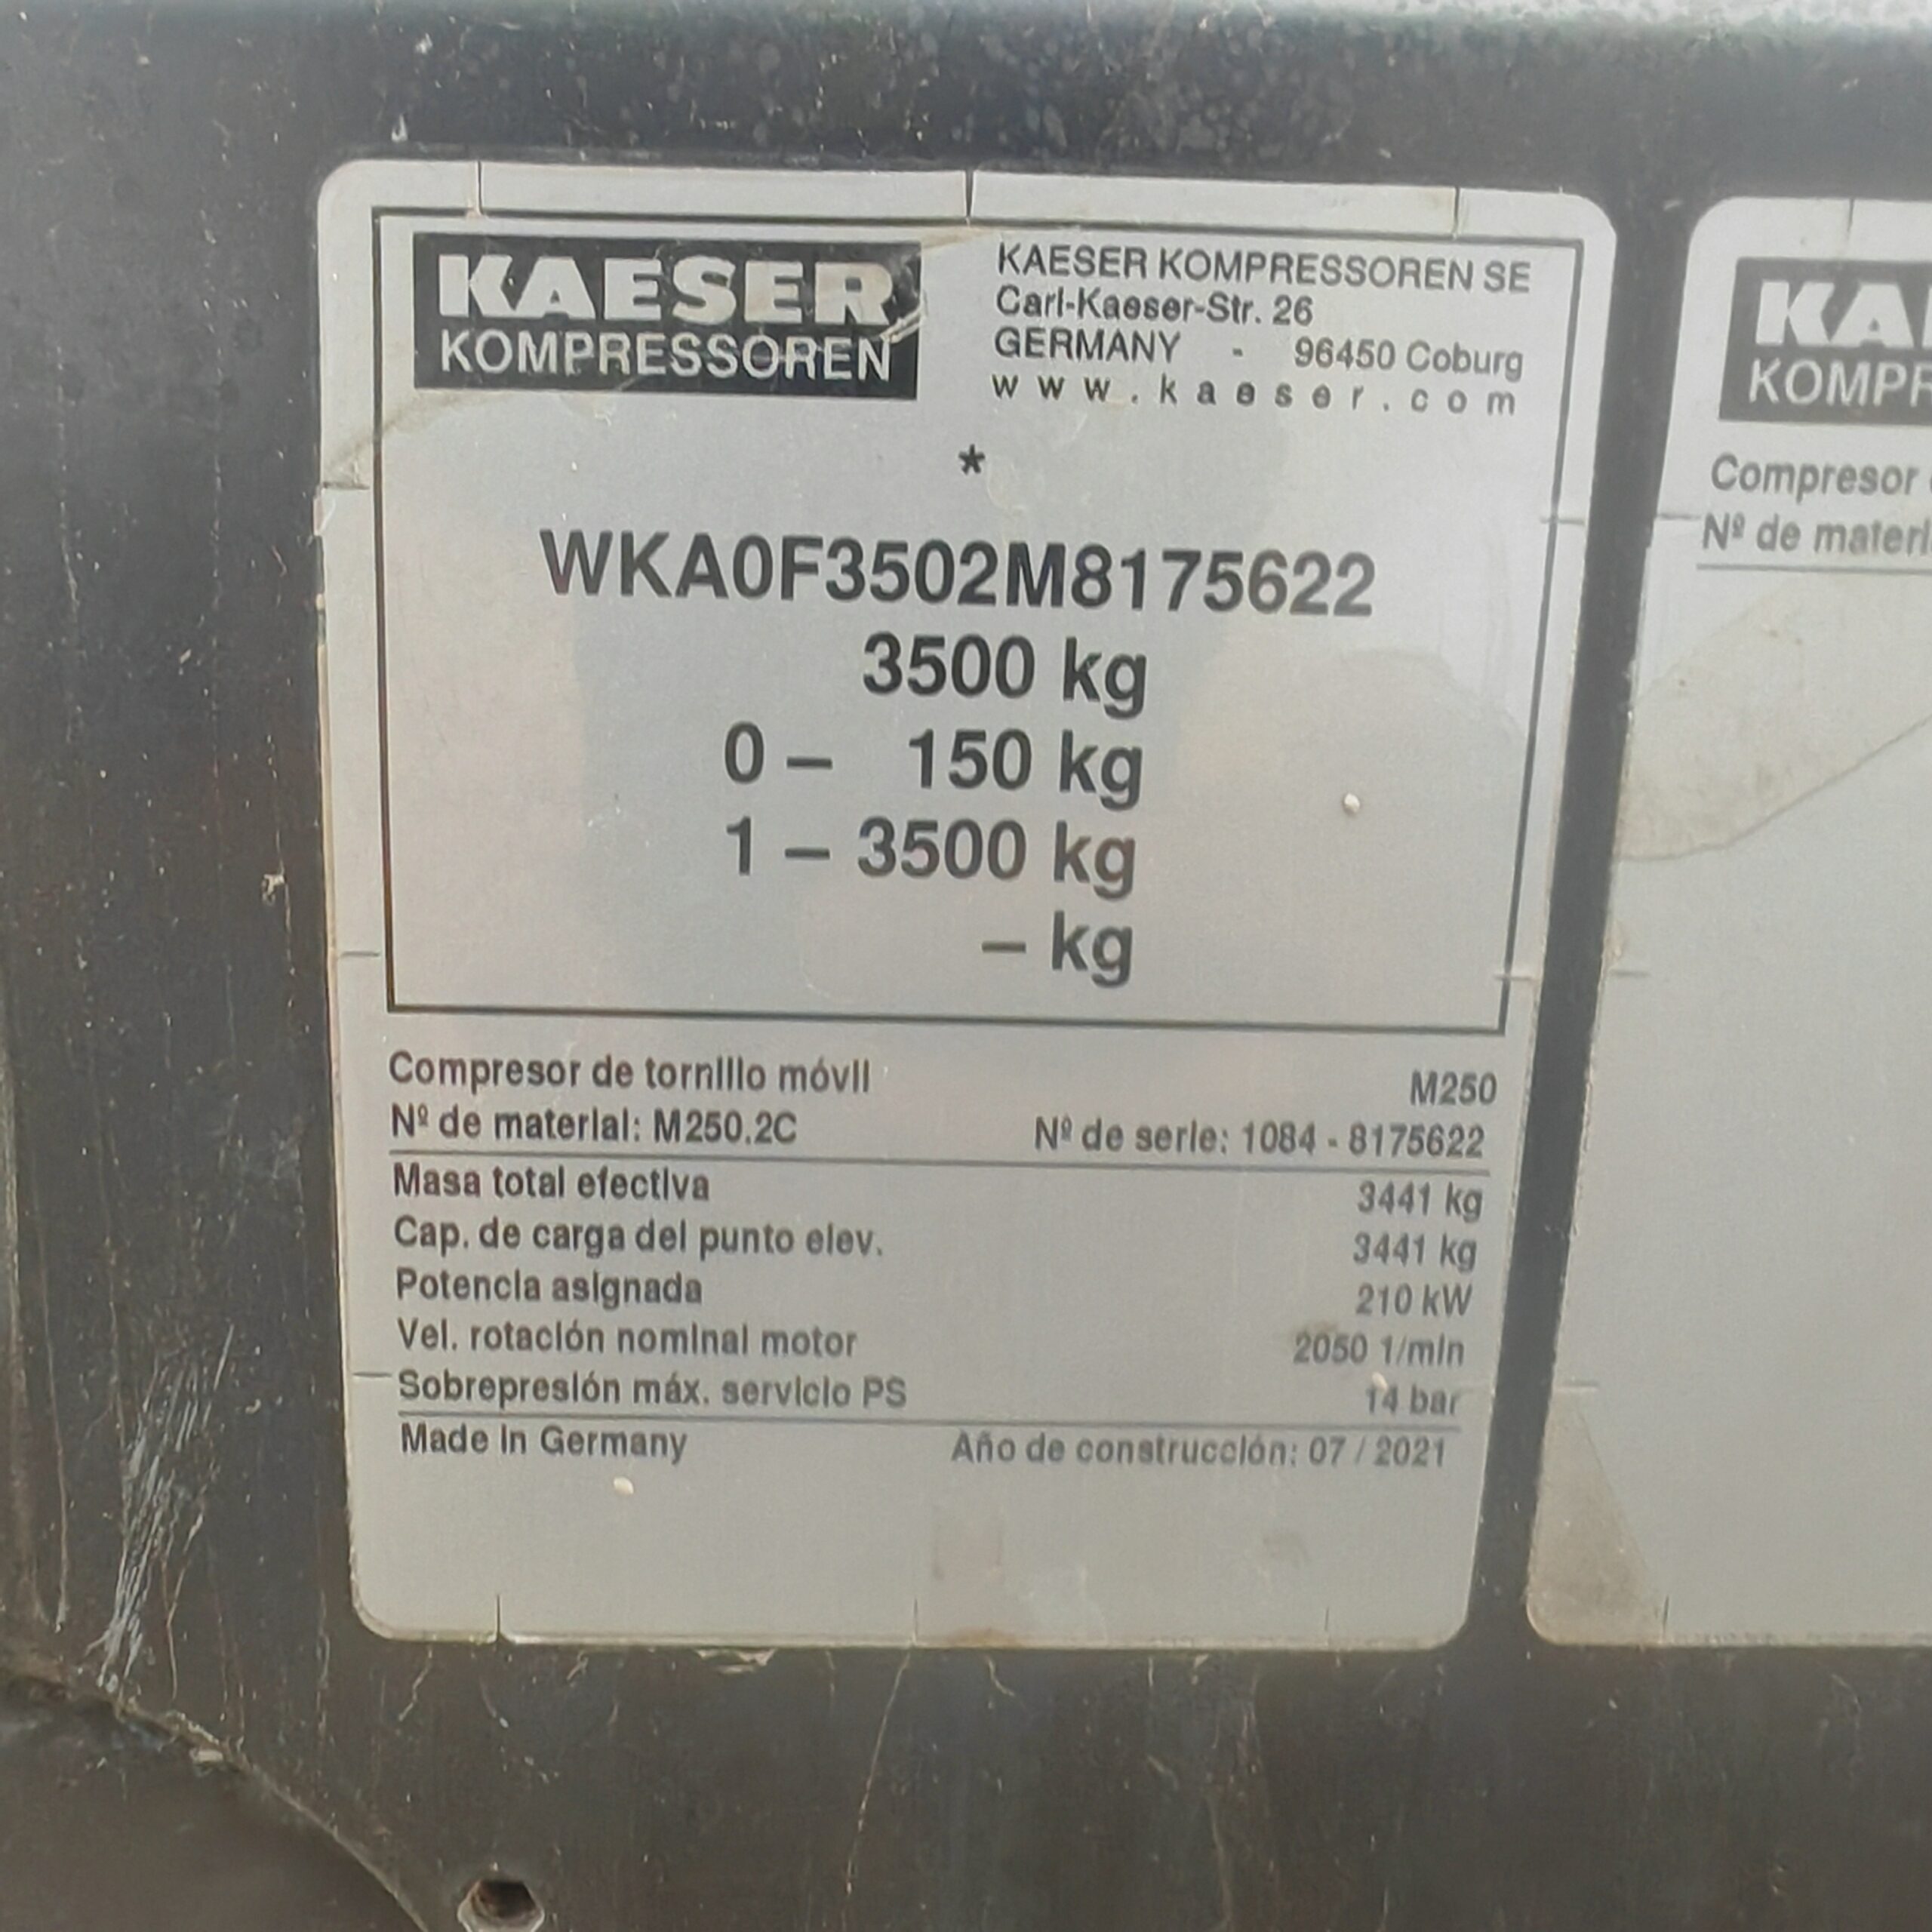 KAESER
KOMPRESSOREN
KAESER KOMPRESSOREN SE
Carl-Kaeser-Str. 26
GERMANY - 96450 Coburg
www.kaeser.com
*
WKA0F3502M8175622
3500 kg
0 – 150 kg
1 – 3500 kg
– kg
Compresor de tornillo móvil M250
Nº de material: M250.2C Nº de serie: 1084 - 8175622
Masa total efectiva 3441 kg
Cap. de carga del punto elev. 3441 kg
Potencia asignada 210 kW
Vel. rotación nominal motor 2050 1/min
Sobrepresión máx. servicio PS 14 bar
Made in Germany Año de construcción: 07 / 2021
KA
KOMPR
Compresor
Nº de materi